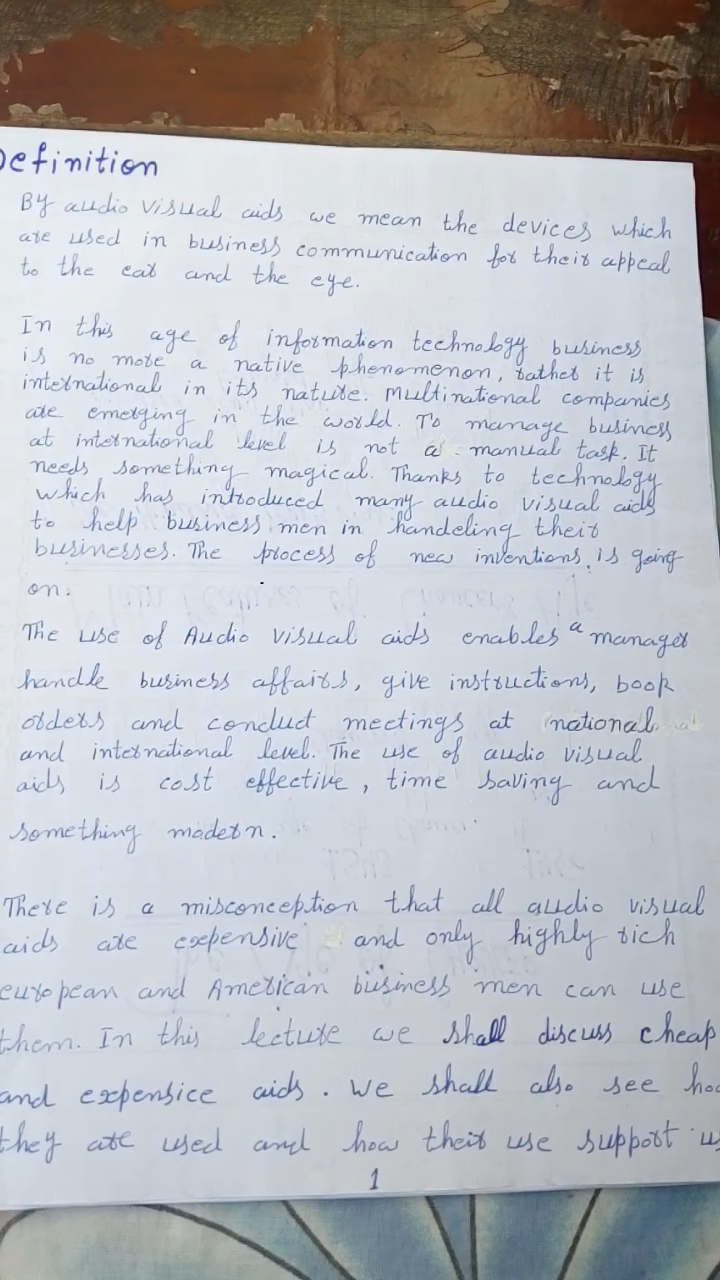 Definition
By audio visual aids we mean the devices which
are used in business communication for their appeal
to the ear and the eye.
In this age of information technology business
is no more a native phenomenon, rather it is
international in its nature. Multinational companies
are emerging in the world. To manage business
at international level is not a manual task. It
needs something magical. Thanks to technology
which has introduced many audio visual aids
to help business men in handeling their
businesses. The process of new inventions is going
on.
The use of Audio visual aids enables a manager
handle business affairs, give instructions, book
orders and conduct meetings at national
and international level. The use of audio visual
aids is cost effective, time saving and
something madern.
There is a misconception that all audio visual
aids are expensive and only highly rich
european and American business men can use
them. In this lecture we shall discuss cheap
and expensice aids. We shall also see how
they are used and how their use support us
1